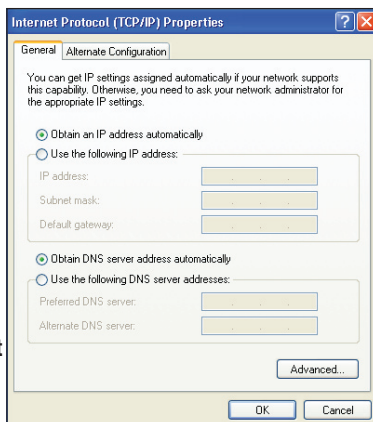 Internet Protocol (TCP/IP) Properties
General
Alternate Configuration
You can get IP settings assigned automatically if your network supports
this capability. Otherwise, you need to ask your network administrator for
the appropriate IP settings.
Obtain an IP address automatically
Use the following IP address:
IP address:
Subnet mask:
Default gateway:
Obtain DNS server address automatically
Use the following DNS server addresses:
Preferred DNS server:
Alternate DNS server:
t
Advanced...
OK
Cancel